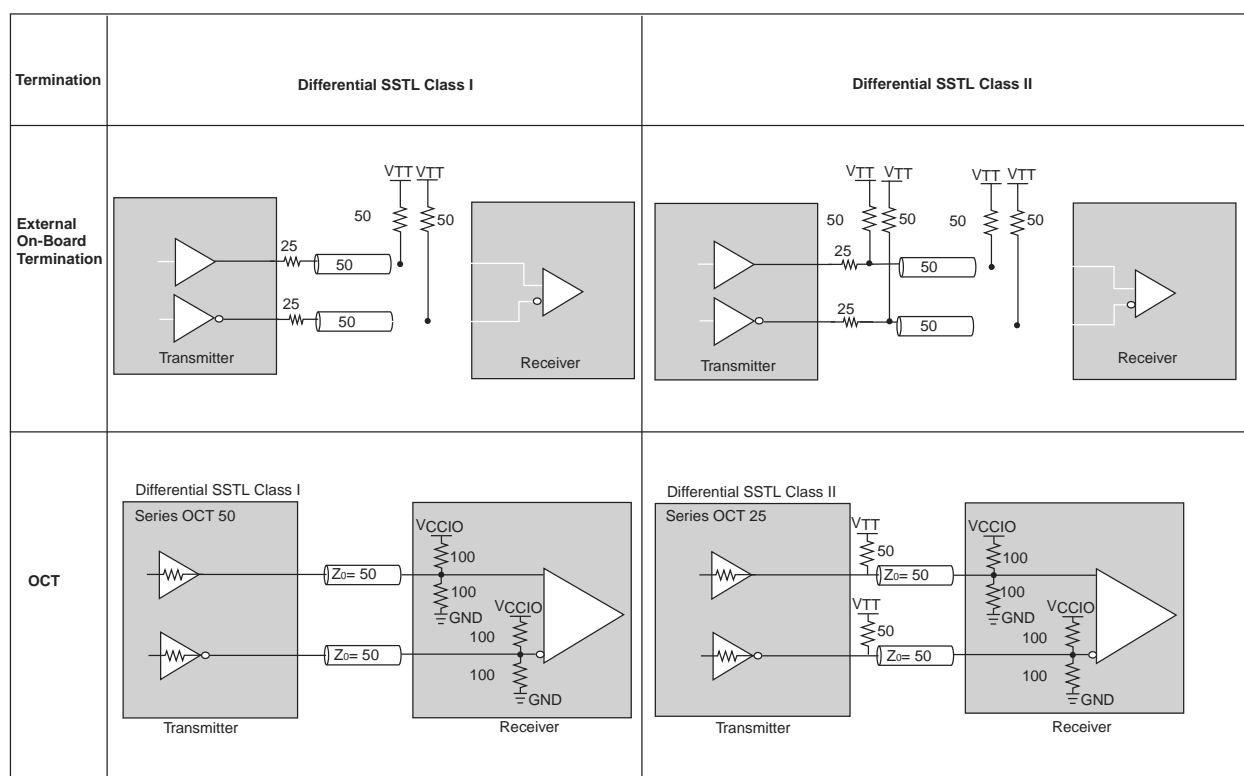 Termination
Differential SSTL Class I
Differential SSTL Class II
External
On-Board
Termination
VTT VTT
50
50
25
50
25
50
Transmitter
Receiver
VTT VTT
VTT VTT
50
50
50
50
25
50
25
50
Transmitter
Receiver
OCT
Differential SSTL Class I
Series OCT 50
VCCIO
100
Z0= 50
100
GND
VCCIO
100
Z0= 50
100
GND
Transmitter
Receiver
Differential SSTL Class II
Series OCT 25
VTT
50
VCCIO
100
Z0= 50
100
GND
VTT
50
VCCIO
100
Z0= 50
100
GND
Transmitter
Receiver